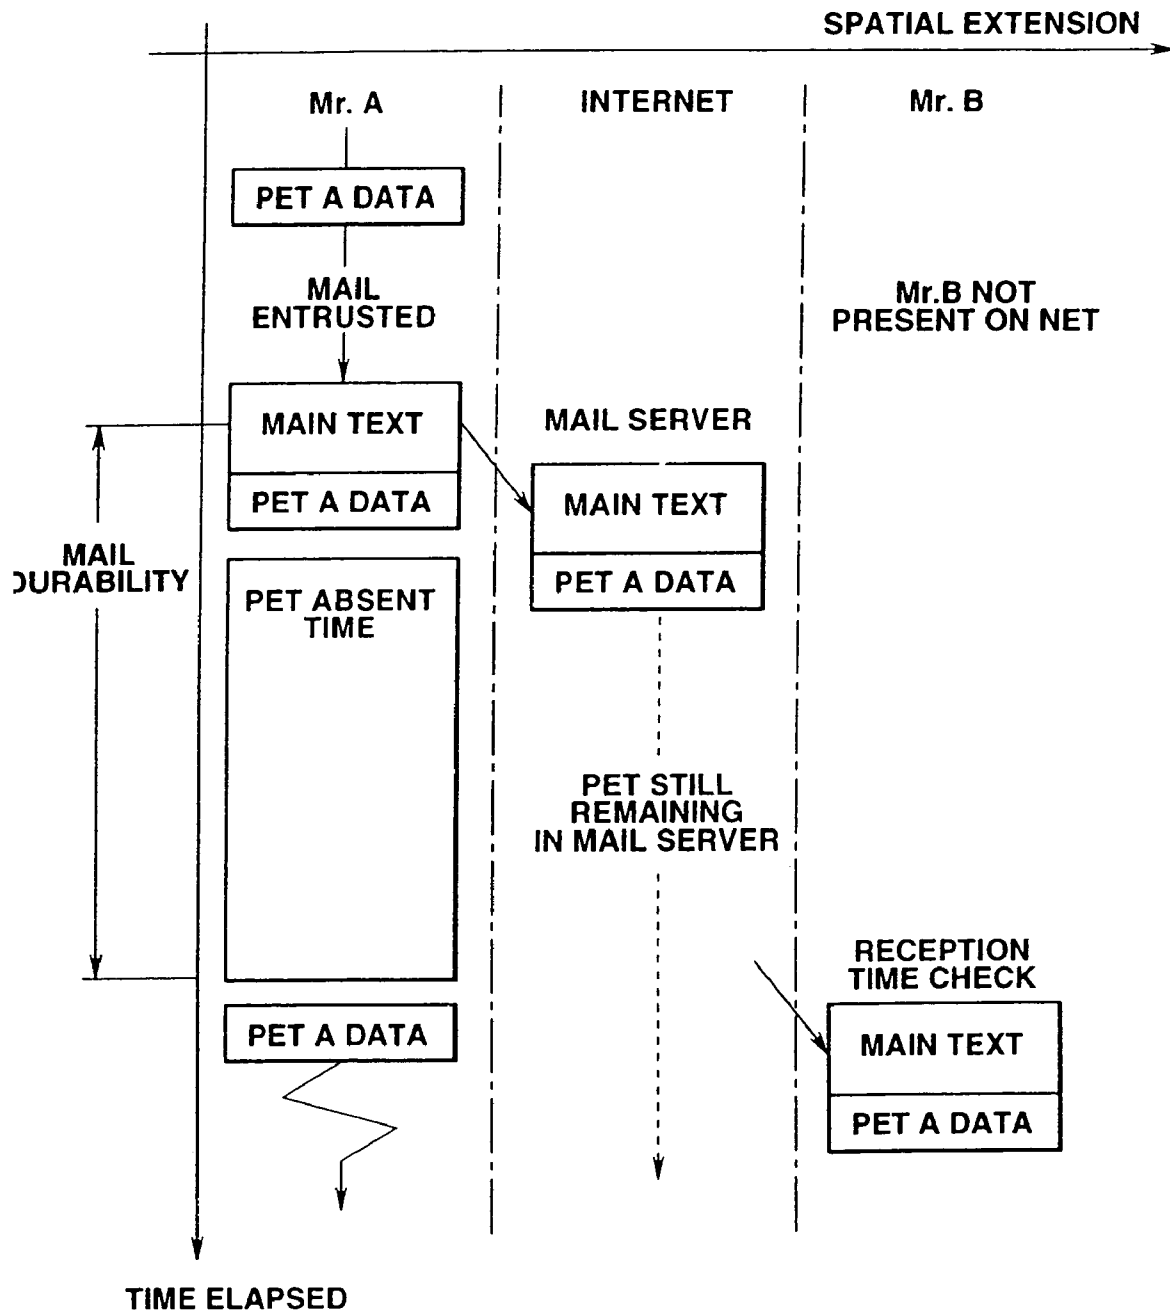 SPATIAL EXTENSION
Mr. A
INTERNET
Mr. B
PET A DATA
MAIL
ENTRUSTED
Mr.B NOT
PRESENT ON NET
MAIN TEXT
PET A DATA
MAIL SERVER
MAIN TEXT
PET A DATA
MAIL
DURABILITY
PET ABSENT
TIME
PET STILL
REMAINING
IN MAIL SERVER
RECEPTION
TIME CHECK
MAIN TEXT
PET A DATA
PET A DATA
TIME ELAPSED